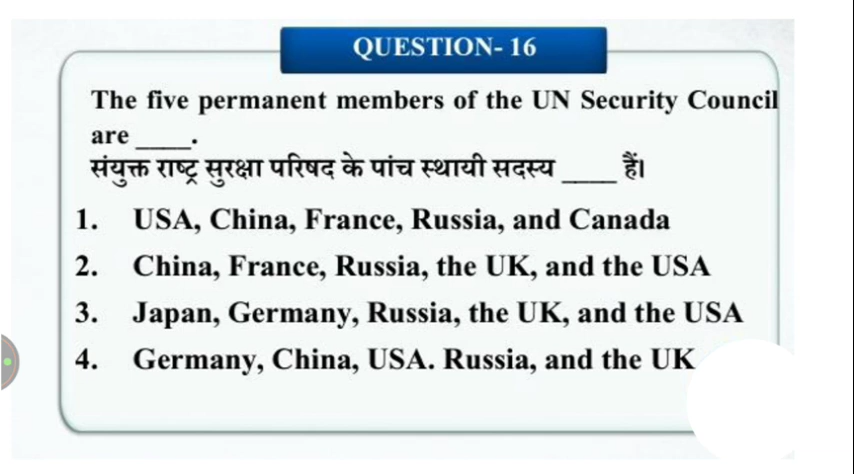 QUESTION- 16
The five permanent members of the UN Security Council
are ____.
संयुक्त राष्ट्र सुरक्षा परिषद के पांच स्थायी सदस्य ____ हैं।
1. USA, China, France, Russia, and Canada
2. China, France, Russia, the UK, and the USA
3. Japan, Germany, Russia, the UK, and the USA
4. Germany, China, USA. Russia, and the UK